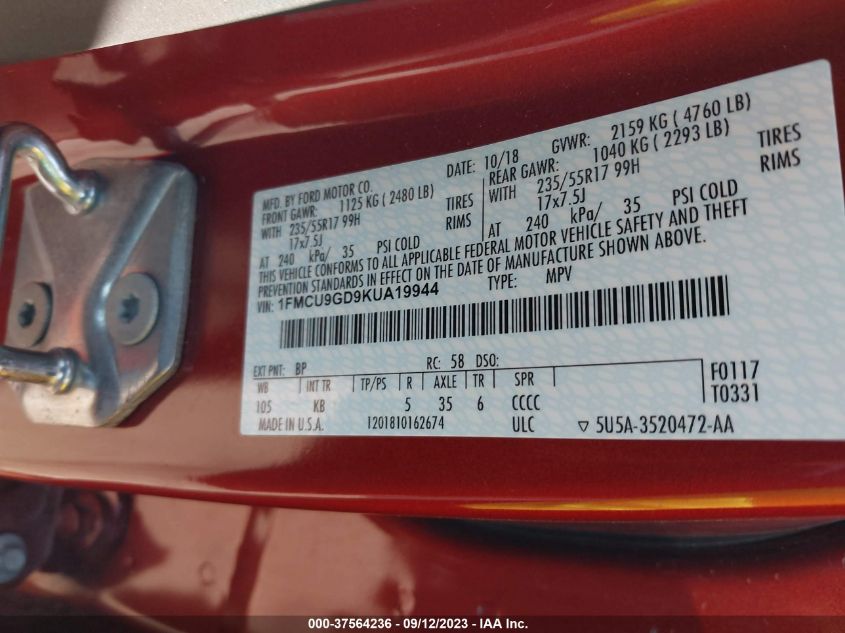 MFD. BY FORD MOTOR CO. DATE: 10/18 GVWR: 2159 KG ( 4760 LB)
FRONT GAWR: 1125 KG ( 2480 LB) REAR GAWR: 1040 KG ( 2293 LB)
WITH 235/55R17 99H TIRES WITH 235/55R17 99H TIRES
17x7.5J RIMS 17x7.5J RIMS
AT 240 kPa/ 35 PSI COLD AT 240 kPa/ 35 PSI COLD
THIS VEHICLE CONFORMS TO ALL APPLICABLE FEDERAL MOTOR VEHICLE SAFETY AND THEFT
PREVENTION STANDARDS IN EFFECT ON THE DATE OF MANUFACTURE SHOWN ABOVE.
VIN: 1FMCU9GD9KUA19944 TYPE: MPV
EXT PNT: BP RC: 58 DSO:
WB INT TR TP/PS R AXLE TR SPR F0117
105 KB 5 35 6 CCCC T0331
MADE IN U.S.A. 1201810162674 ULC ▽ 5U5A-3520472-AA
000-37564236 - 09/12/2023 - IAA Inc.